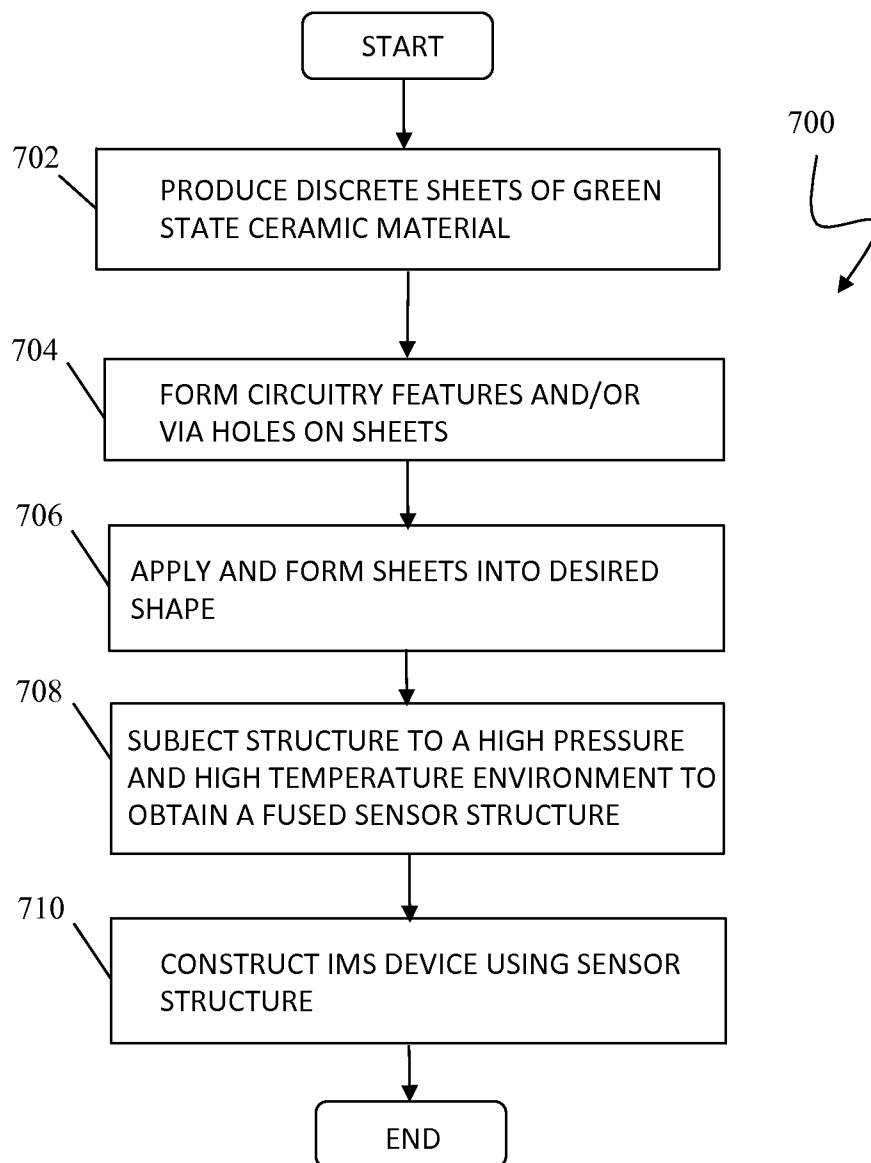 START
700
702
PRODUCE DISCRETE SHEETS OF GREEN
STATE CERAMIC MATERIAL
704
FORM CIRCUITRY FEATURES AND/OR
VIA HOLES ON SHEETS
706
APPLY AND FORM SHEETS INTO DESIRED
SHAPE
708
SUBJECT STRUCTURE TO A HIGH PRESSURE
AND HIGH TEMPERATURE ENVIRONMENT TO
OBTAIN A FUSED SENSOR STRUCTURE
710
CONSTRUCT IMS DEVICE USING SENSOR
STRUCTURE
END